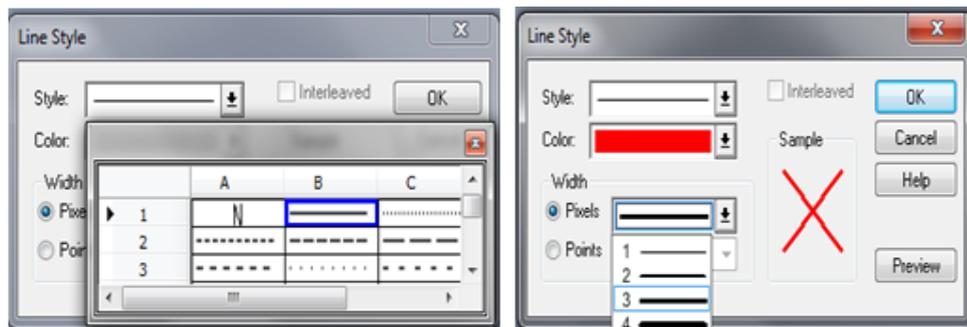 Line Style
Style:
Interleaved
OK
Color:
A B C
Width
1 N
2
3
Line Style
Style:
Interleaved
OK
Color:
Sample
Cancel
Width
Help
Pixels
Points
1
2
Preview
3
4